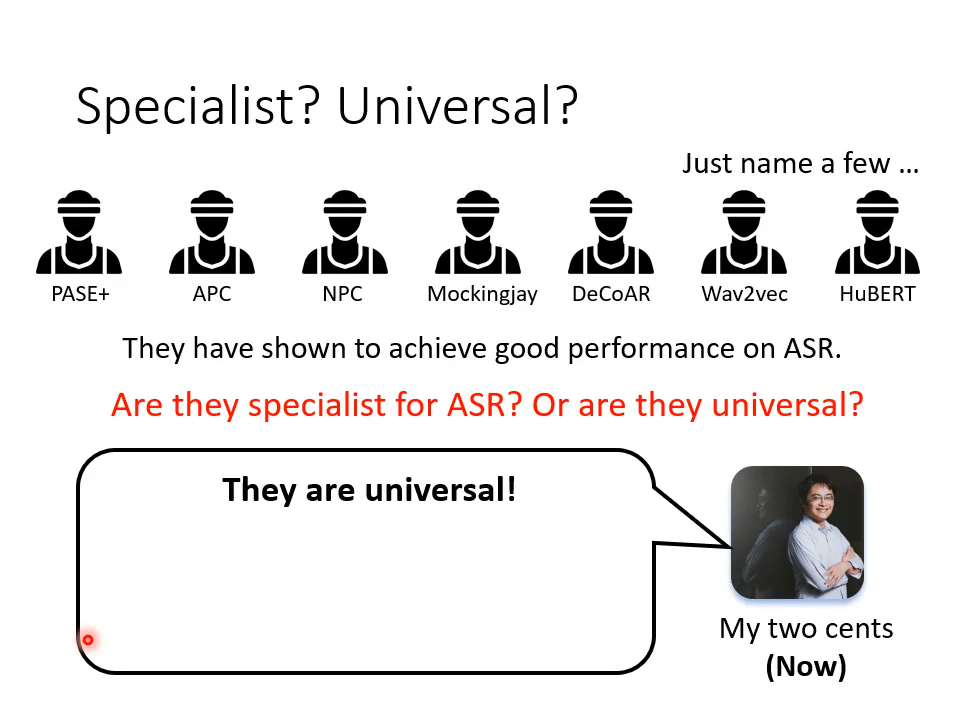 Specialist? Universal?
Just name a few …
PASE+ APC NPC Mockingjay DeCoAR Wav2vec HuBERT
They have shown to achieve good performance on ASR.
Are they specialist for ASR? Or are they universal?
They are universal!
My two cents
(Now)